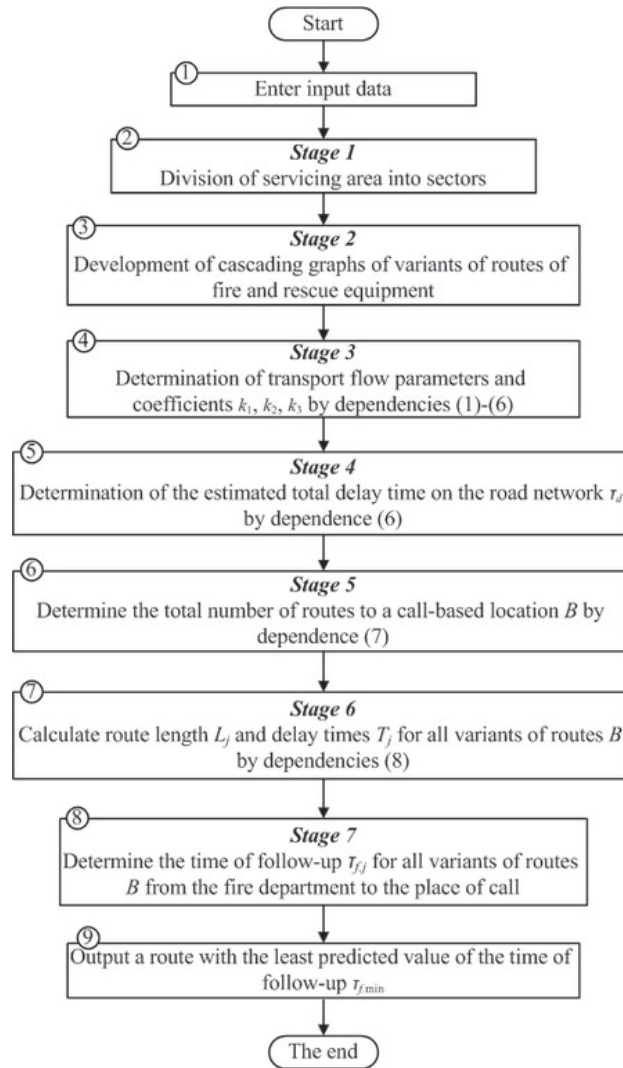 Start
1
Enter input data
2
Stage 1
Division of servicing area into sectors
3
Stage 2
Development of cascading graphs of variants of routes of
fire and rescue equipment
4
Stage 3
Determination of transport flow parameters and
coefficients k₁, k₂, k₃ by dependencies (1)-(6)
5
Stage 4
Determination of the estimated total delay time on the road network τd
by dependence (6)
6
Stage 5
Determine the total number of routes to a call-based location B by
dependence (7)
7
Stage 6
Calculate route length Lj and delay times Tj for all variants of routes B
by dependencies (8)
8
Stage 7
Determine the time of follow-up τf.j for all variants of routes
B from the fire department to the place of call
9
Output a route with the least predicted value of the time of
follow-up τf.min
The end